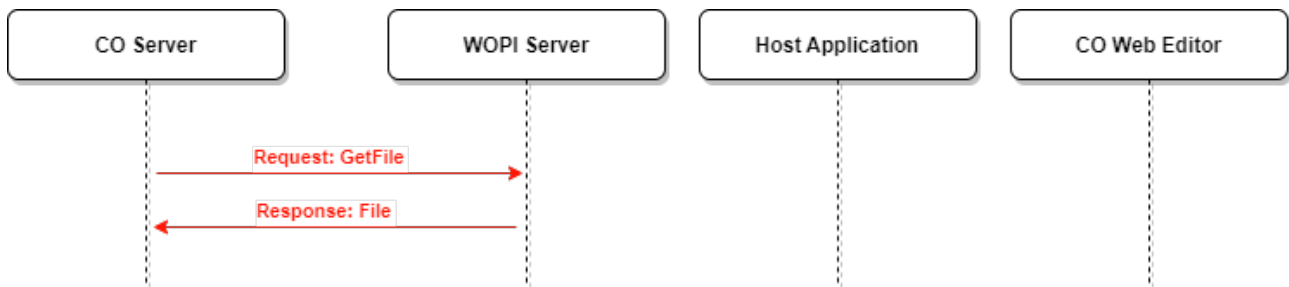 CO Server
WOPI Server
Host Application
CO Web Editor
Request: GetFile
Response: File